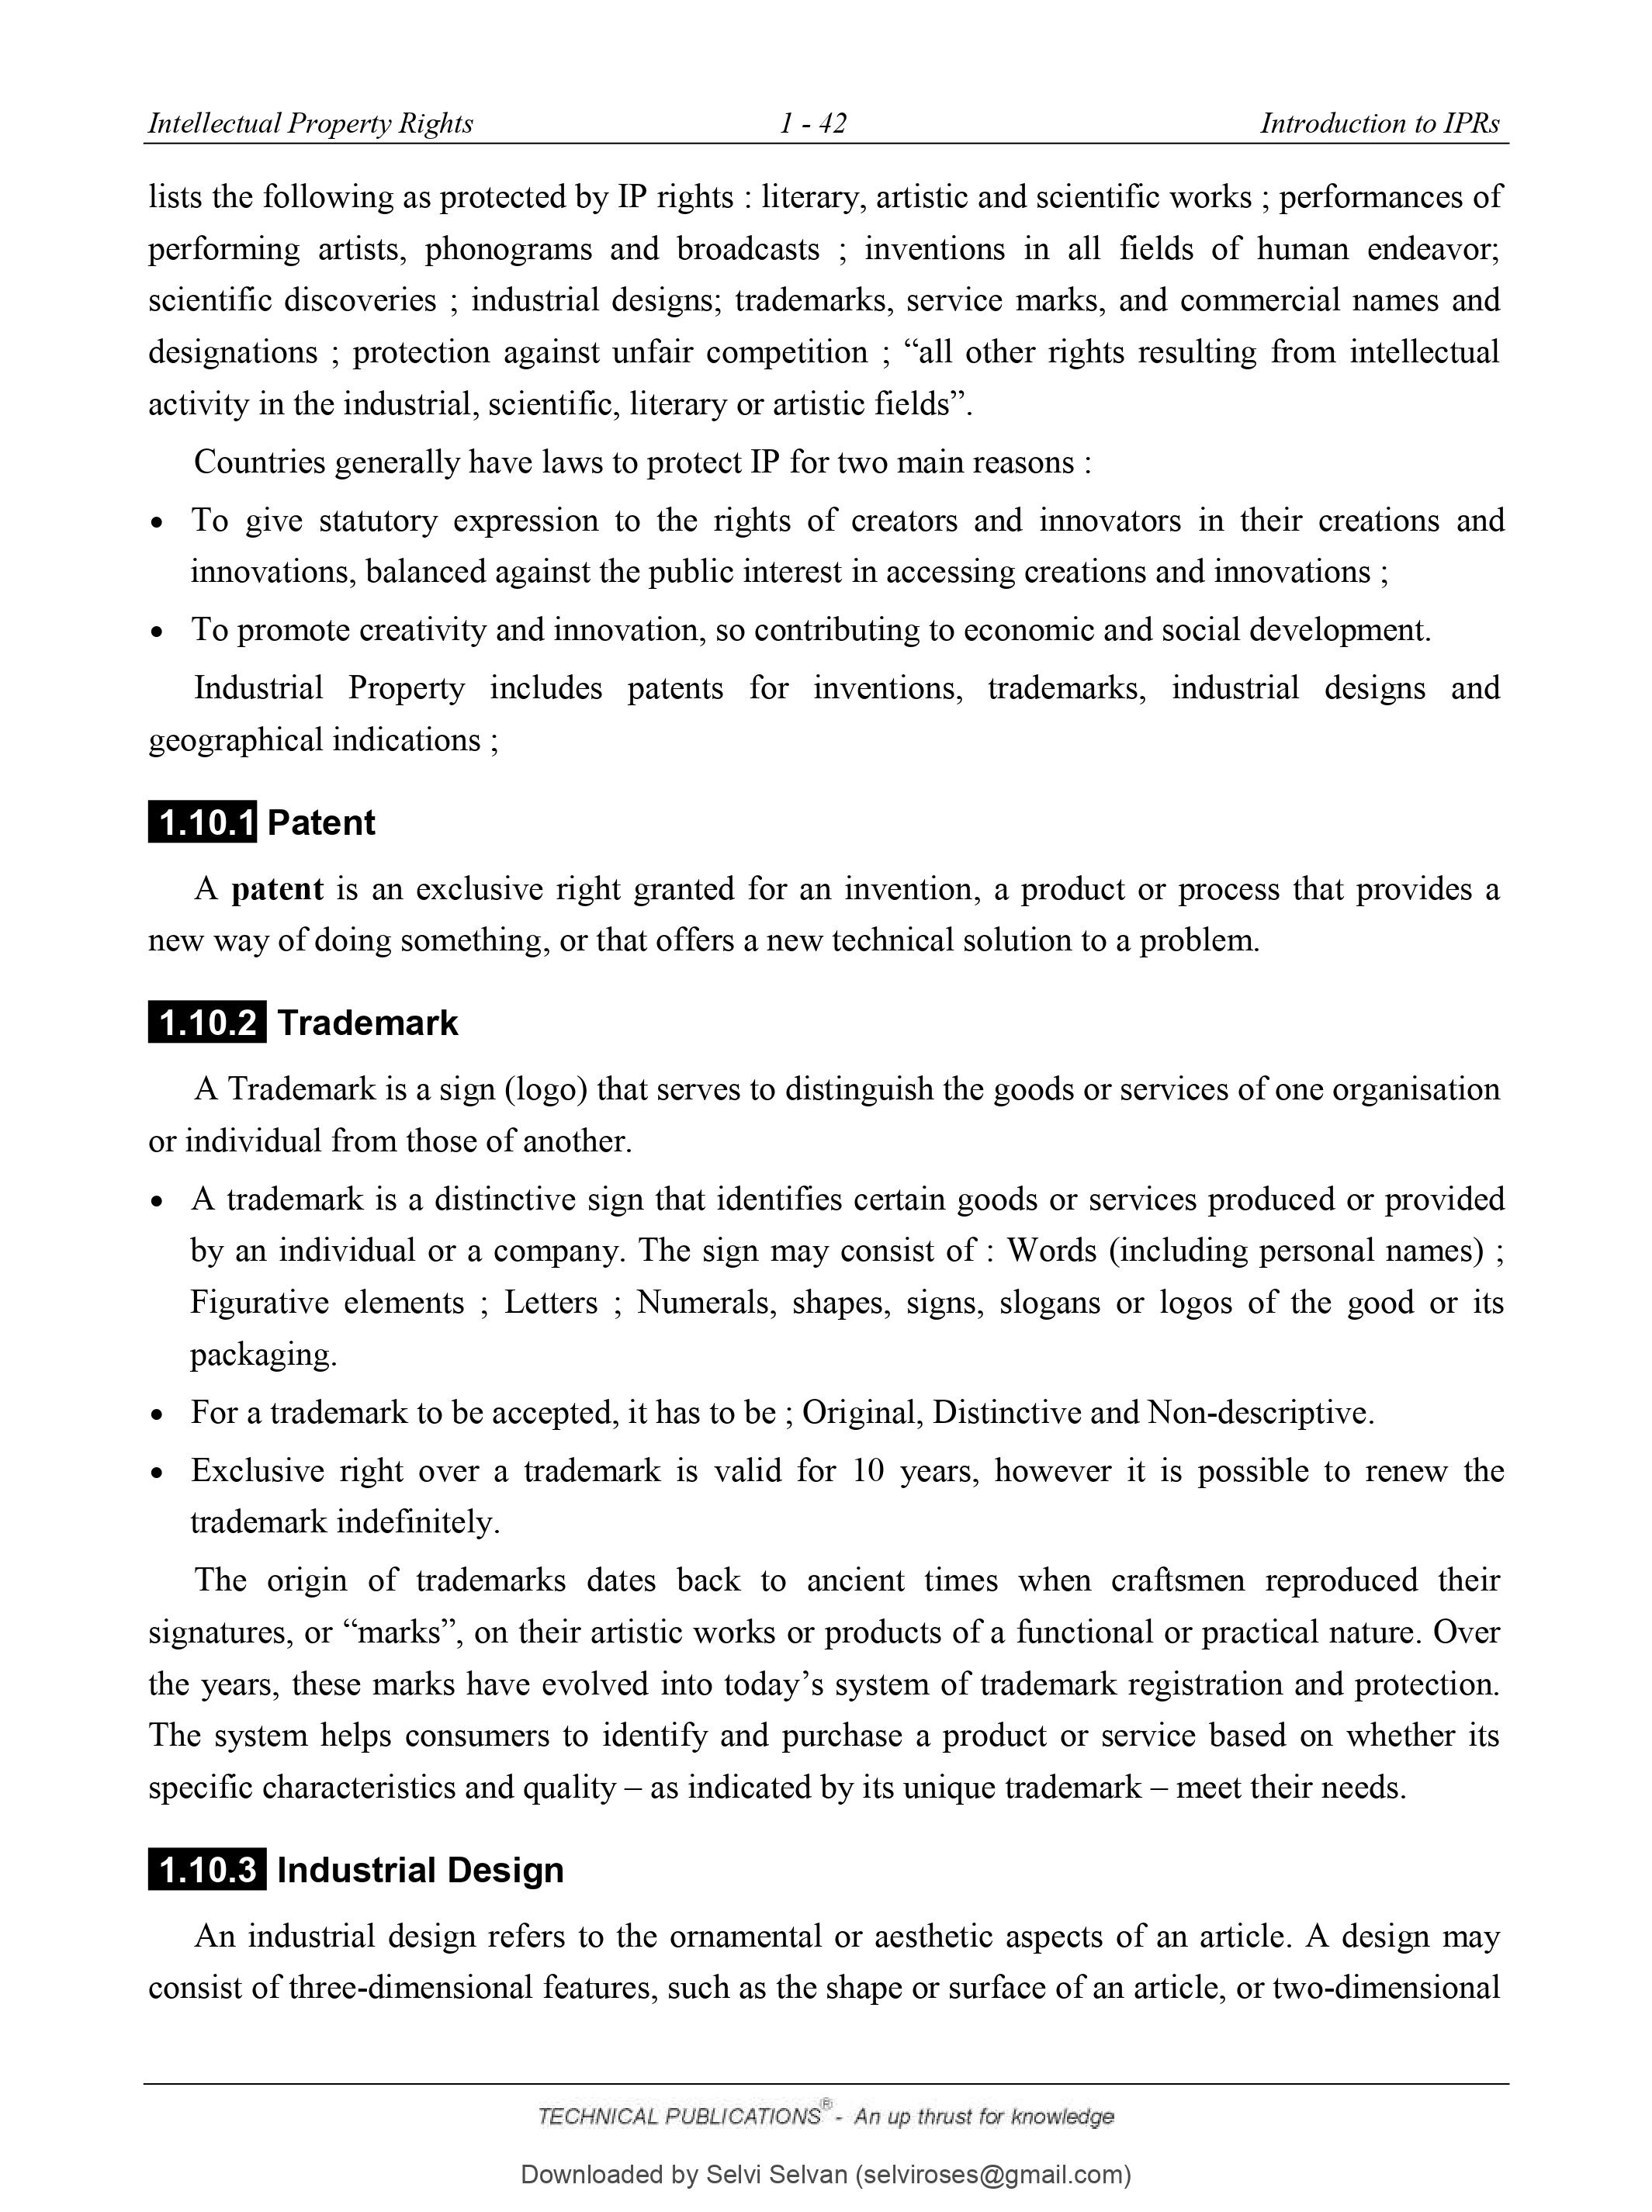 Intellectual Property Rights 1 - 42 Introduction to IPRs
lists the following as protected by IP rights : literary, artistic and scientific works ; performances of
performing artists, phonograms and broadcasts ; inventions in all fields of human endeavor;
scientific discoveries ; industrial designs; trademarks, service marks, and commercial names and
designations ; protection against unfair competition ; “all other rights resulting from intellectual
activity in the industrial, scientific, literary or artistic fields”.
Countries generally have laws to protect IP for two main reasons :
• To give statutory expression to the rights of creators and innovators in their creations and
innovations, balanced against the public interest in accessing creations and innovations ;
• To promote creativity and innovation, so contributing to economic and social development.
Industrial Property includes patents for inventions, trademarks, industrial designs and
geographical indications ;
1.10.1 Patent
A patent is an exclusive right granted for an invention, a product or process that provides a
new way of doing something, or that offers a new technical solution to a problem.
1.10.2 Trademark
A Trademark is a sign (logo) that serves to distinguish the goods or services of one organisation
or individual from those of another.
• A trademark is a distinctive sign that identifies certain goods or services produced or provided
by an individual or a company. The sign may consist of : Words (including personal names) ;
Figurative elements ; Letters ; Numerals, shapes, signs, slogans or logos of the good or its
packaging.
• For a trademark to be accepted, it has to be ; Original, Distinctive and Non-descriptive.
• Exclusive right over a trademark is valid for 10 years, however it is possible to renew the
trademark indefinitely.
The origin of trademarks dates back to ancient times when craftsmen reproduced their
signatures, or “marks”, on their artistic works or products of a functional or practical nature. Over
the years, these marks have evolved into today’s system of trademark registration and protection.
The system helps consumers to identify and purchase a product or service based on whether its
specific characteristics and quality – as indicated by its unique trademark – meet their needs.
1.10.3 Industrial Design
An industrial design refers to the ornamental or aesthetic aspects of an article. A design may
consist of three-dimensional features, such as the shape or surface of an article, or two-dimensional
TECHNICAL PUBLICATIONS® - An up thrust for knowledge
Downloaded by Selvi Selvan (selviroses@gmail.com)